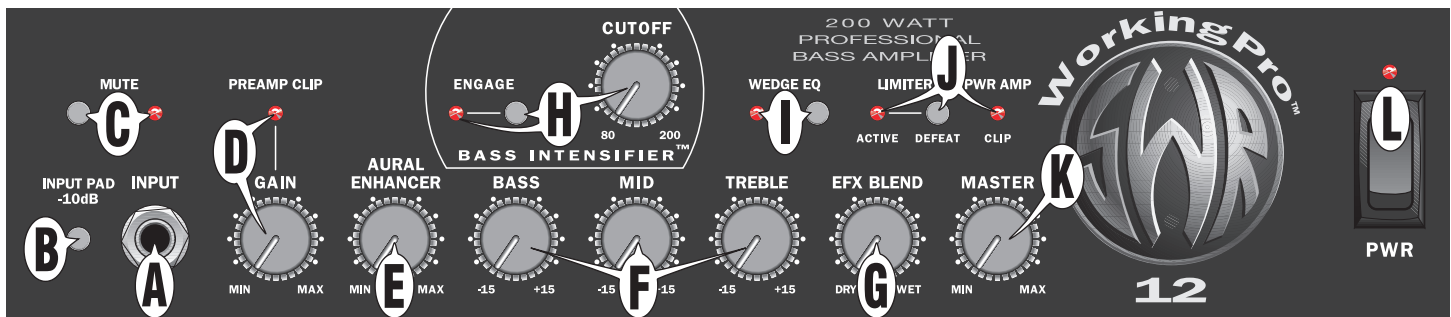 200 WATT
PROFESSIONAL
BASS AMPLIFIER
WorkingPro™
SWR
12
CUTOFF
80 200
ENGAGE
H
BASS INTENSIFIER™
MUTE
C
PREAMP CLIP
D
WEDGE EQ
I
LIMITER PWR AMP
J
ACTIVE DEFEAT CLIP
L
PWR
INPUT PAD
-10dB
B
INPUT
A
GAIN
MIN MAX
AURAL
ENHANCER
E
MIN MAX
BASS
-15 +15
MID
F
-15 15
TREBLE
-15 +15
EFX BLEND
G
DRY WET
MASTER
K
MIN MAX